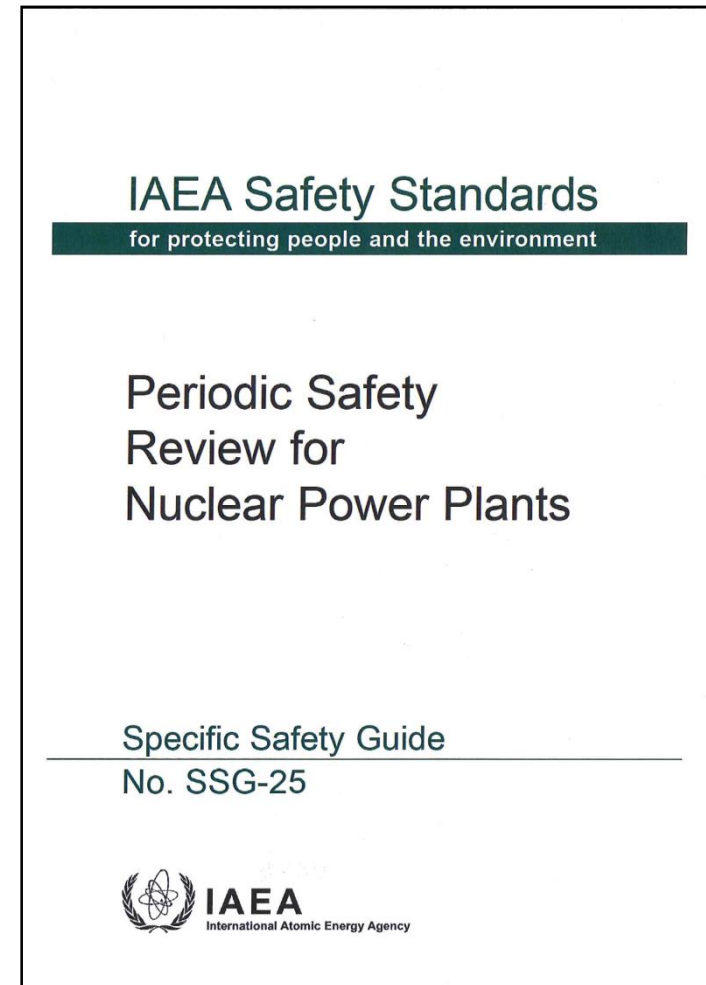 IAEA Safety Standards
for protecting people and the environment
Periodic Safety
Review for
Nuclear Power Plants
Specific Safety Guide
No. SSG-25
IAEA
International Atomic Energy Agency